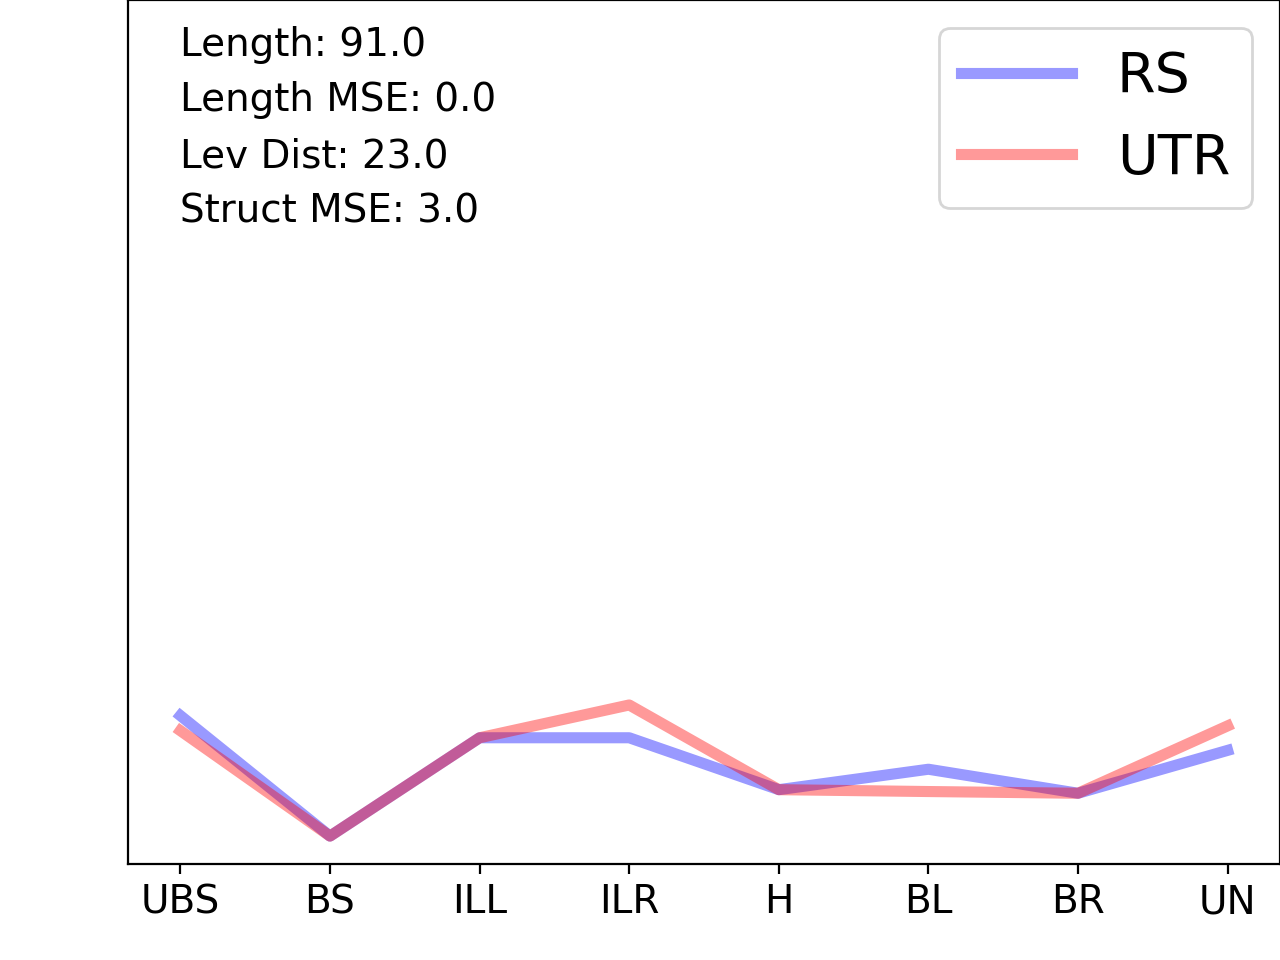 Length: 91.0
Length MSE: 0.0
Lev Dist: 23.0
Struct MSE: 3.0
RS
UTR
UBS BS ILL ILR H BL BR UN